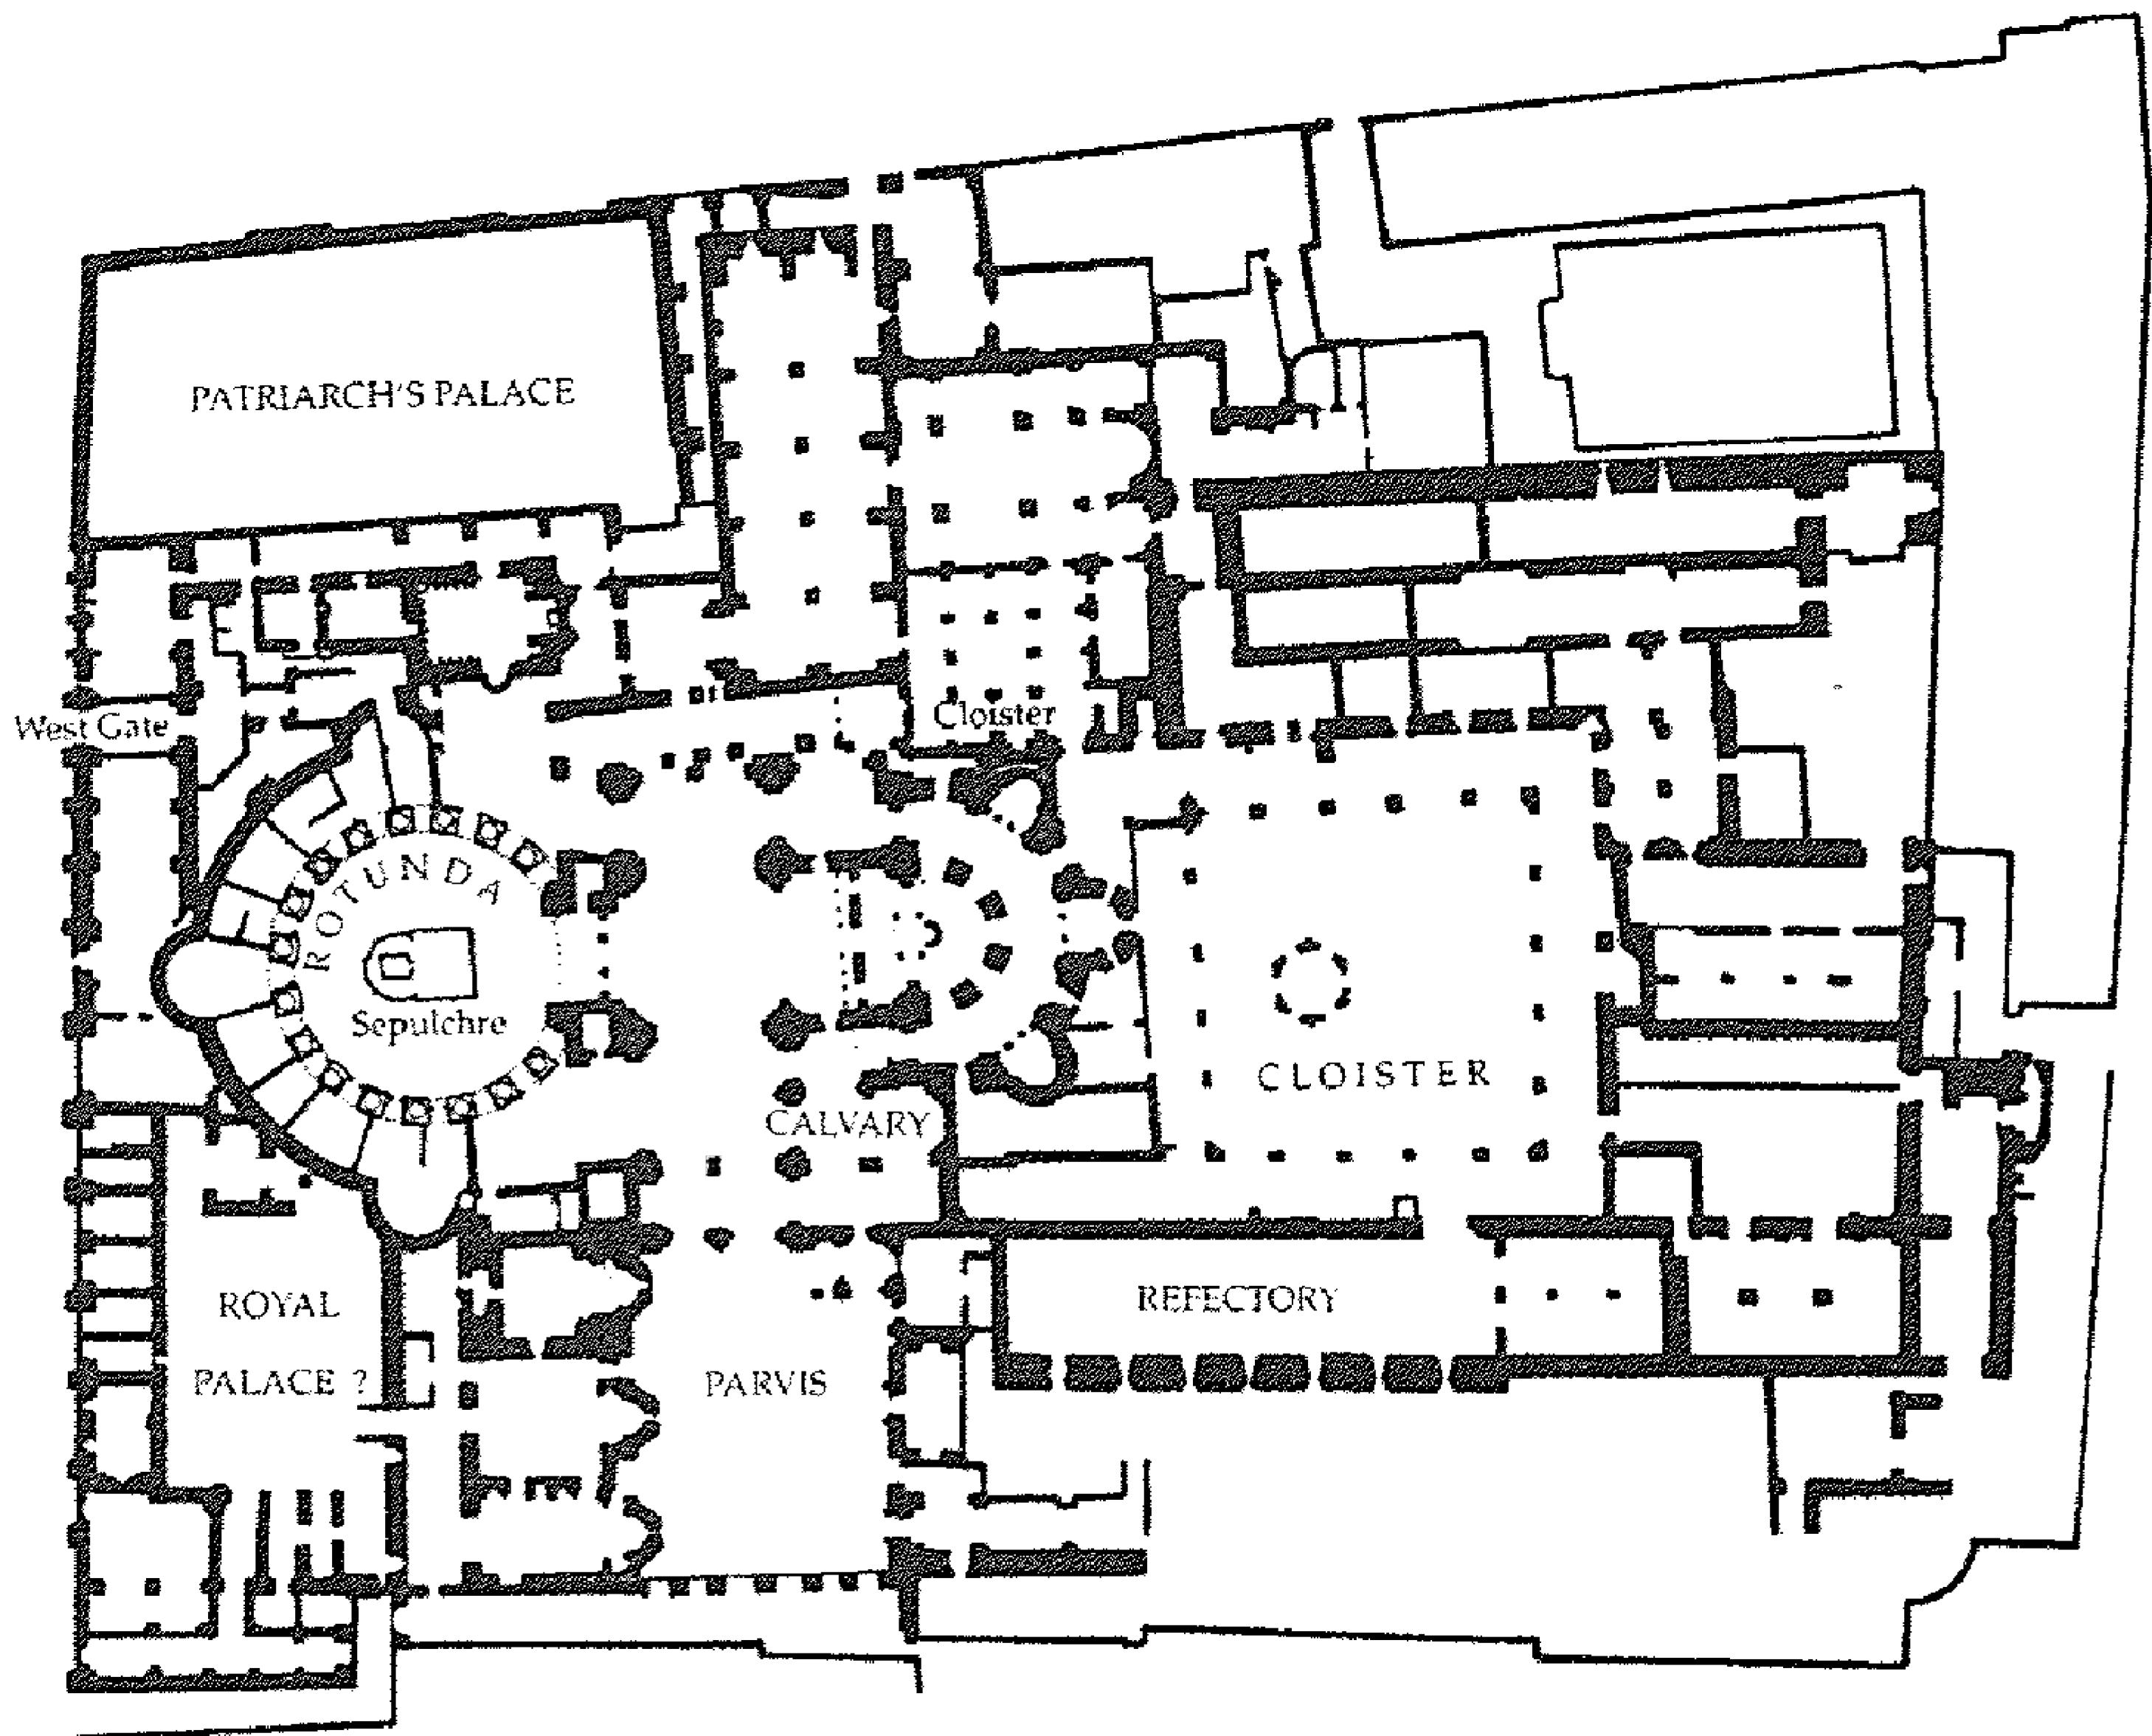 PATRIARCH'S PALACE
West Gate
Cloister
ROTUNDA
Sepulchre
CLOISTER
CALVARY
ROYAL
PALACE ?
PARVIS
REFECTORY